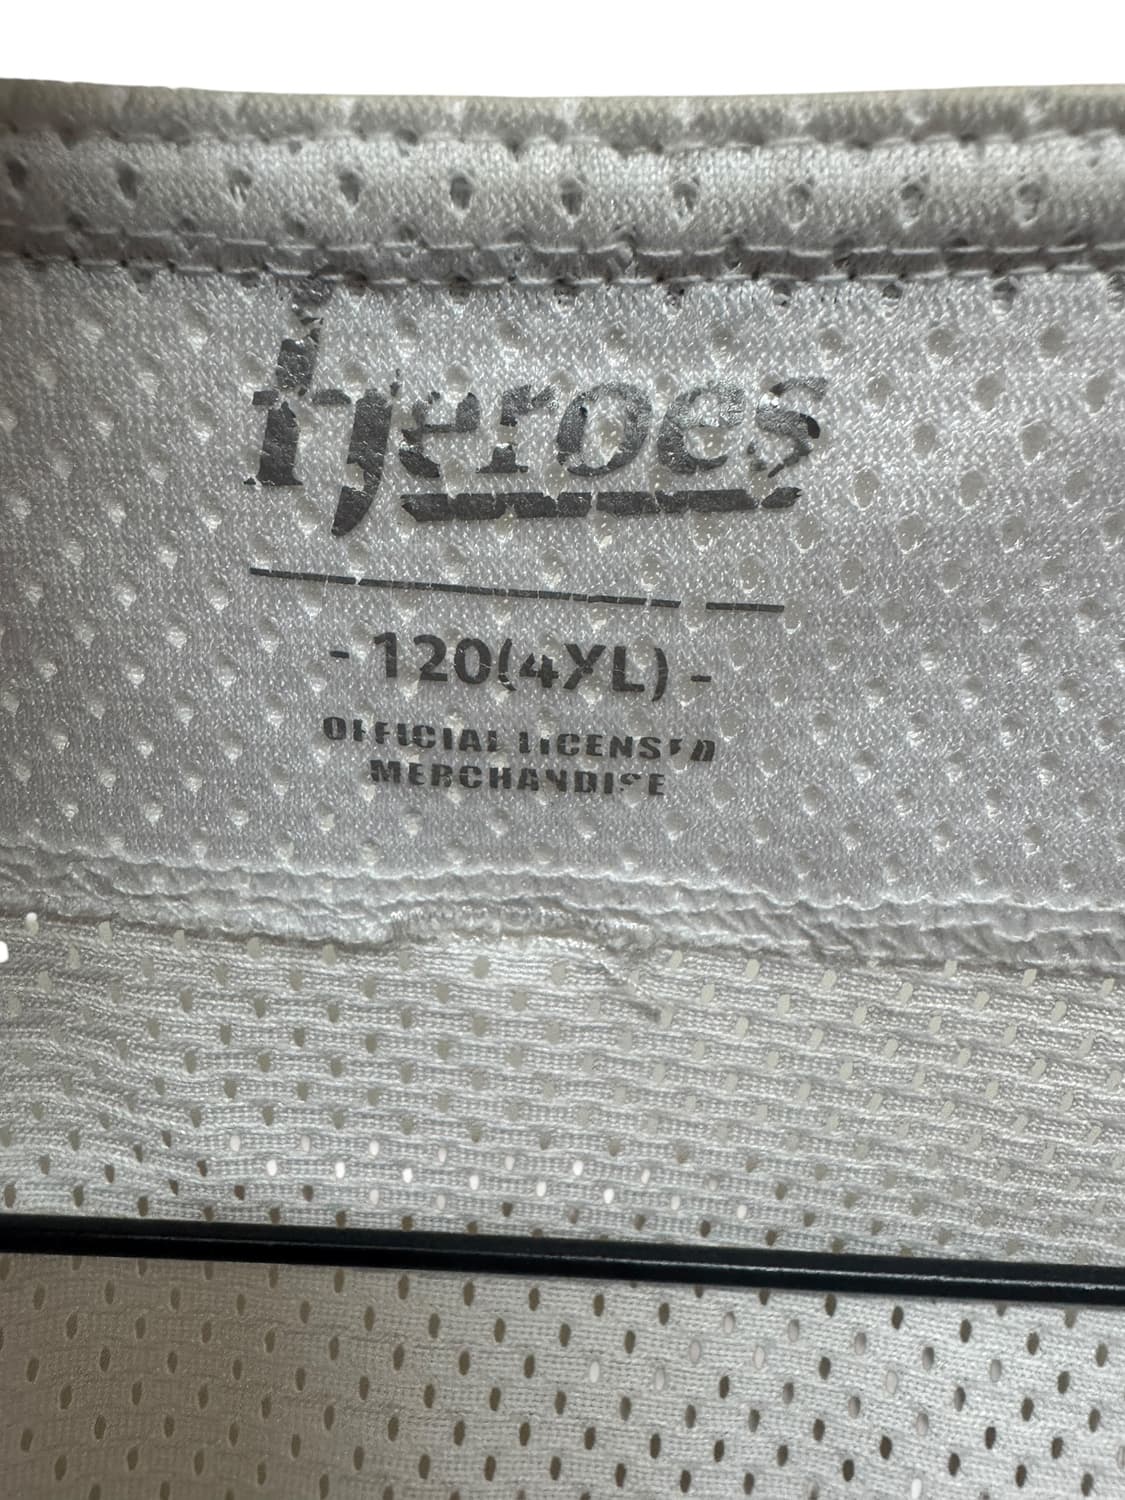 Heroes
- 120(4XL) -
OFFICIAL LICENSED
MERCHANDISE